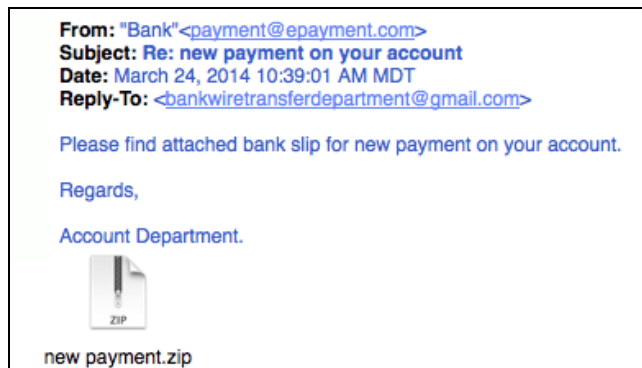 From: "Bank"<payment@epayment.com>
Subject: Re: new payment on your account
Date: March 24, 2014 10:39:01 AM MDT
Reply-To: <bankwiretransferdepartment@gmail.com>
Please find attached bank slip for new payment on your account.
Regards,
Account Department.
ZIP
new payment.zip